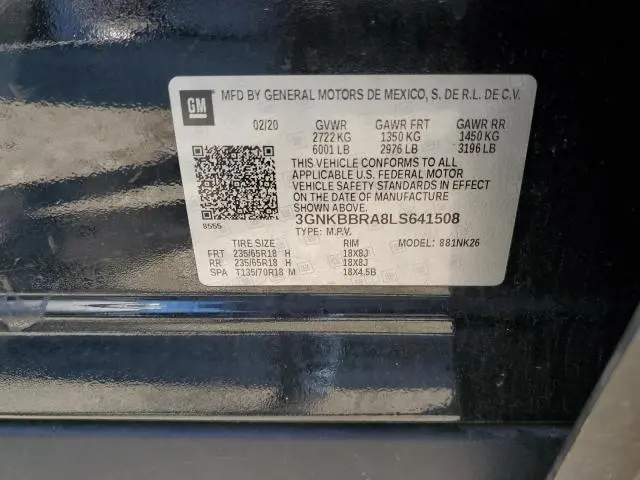 GM
MFD BY GENERAL MOTORS DE MEXICO, S. DE R.L. DE C.V.
02/20 GVWR GAWR FRT GAWR RR
2722 KG 1350 KG 1450 KG
6001 LB 2976 LB 3196 LB
THIS VEHICLE CONFORMS TO ALL
APPLICABLE U.S. FEDERAL MOTOR
VEHICLE SAFETY STANDARDS IN EFFECT
ON THE DATE OF MANUFACTURE
SHOWN ABOVE.
3GNKBBRA8LS641508
8555 TYPE: M.P.V. MODEL: 881NK26
TIRE SIZE RIM
FRT 235/65R18 H 18X8J
RR 235/65R18 H 18X8J
SPA T135/70R18 M 18X4.5B